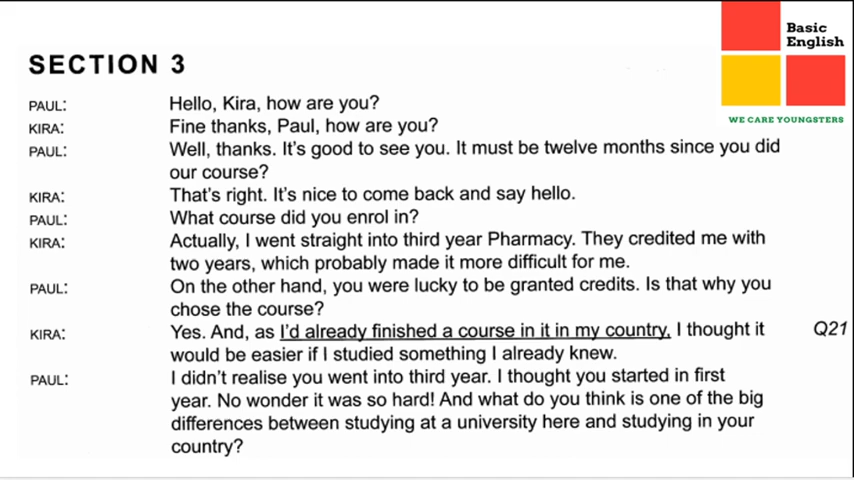 Basic
English
WE CARE YOUNGSTERS
SECTION 3
PAUL: Hello, Kira, how are you?
KIRA: Fine thanks, Paul, how are you?
PAUL: Well, thanks. It's good to see you. It must be twelve months since you did
our course?
KIRA: That's right. It's nice to come back and say hello.
PAUL: What course did you enrol in?
KIRA: Actually, I went straight into third year Pharmacy. They credited me with
two years, which probably made it more difficult for me.
PAUL: On the other hand, you were lucky to be granted credits. Is that why you
chose the course?
KIRA: Yes. And, as I'd already finished a course in it in my country, I thought it Q21
would be easier if I studied something I already knew.
PAUL: I didn't realise you went into third year. I thought you started in first
year. No wonder it was so hard! And what do you think is one of the big
differences between studying at a university here and studying in your
country?